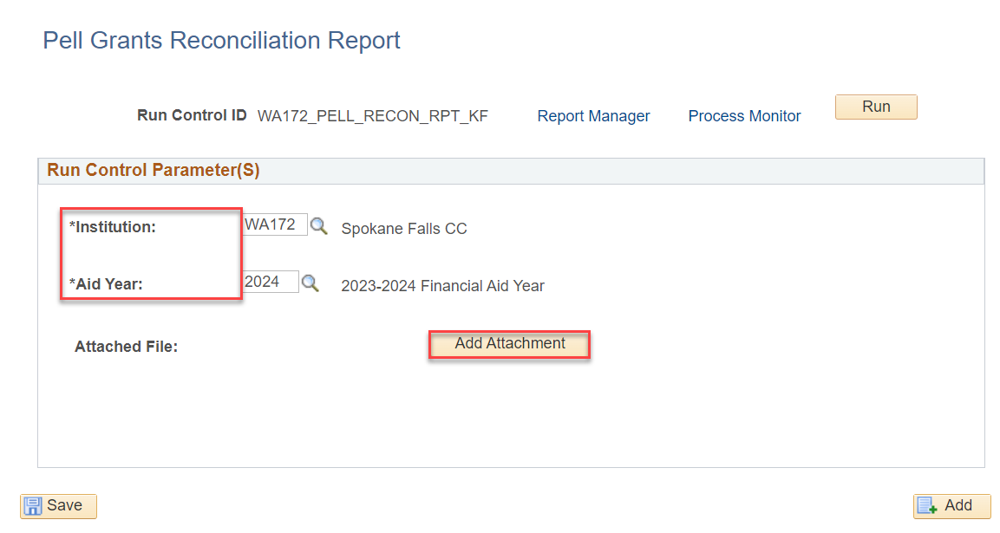 Pell Grants Reconciliation Report
Run Control ID WA172_PELL_RECON_RPT_KF Report Manager Process Monitor Run
Run Control Parameter(S)
*Institution: WA172 Spokane Falls CC
*Aid Year: 2024 2023-2024 Financial Aid Year
Attached File: Add Attachment
Save Add